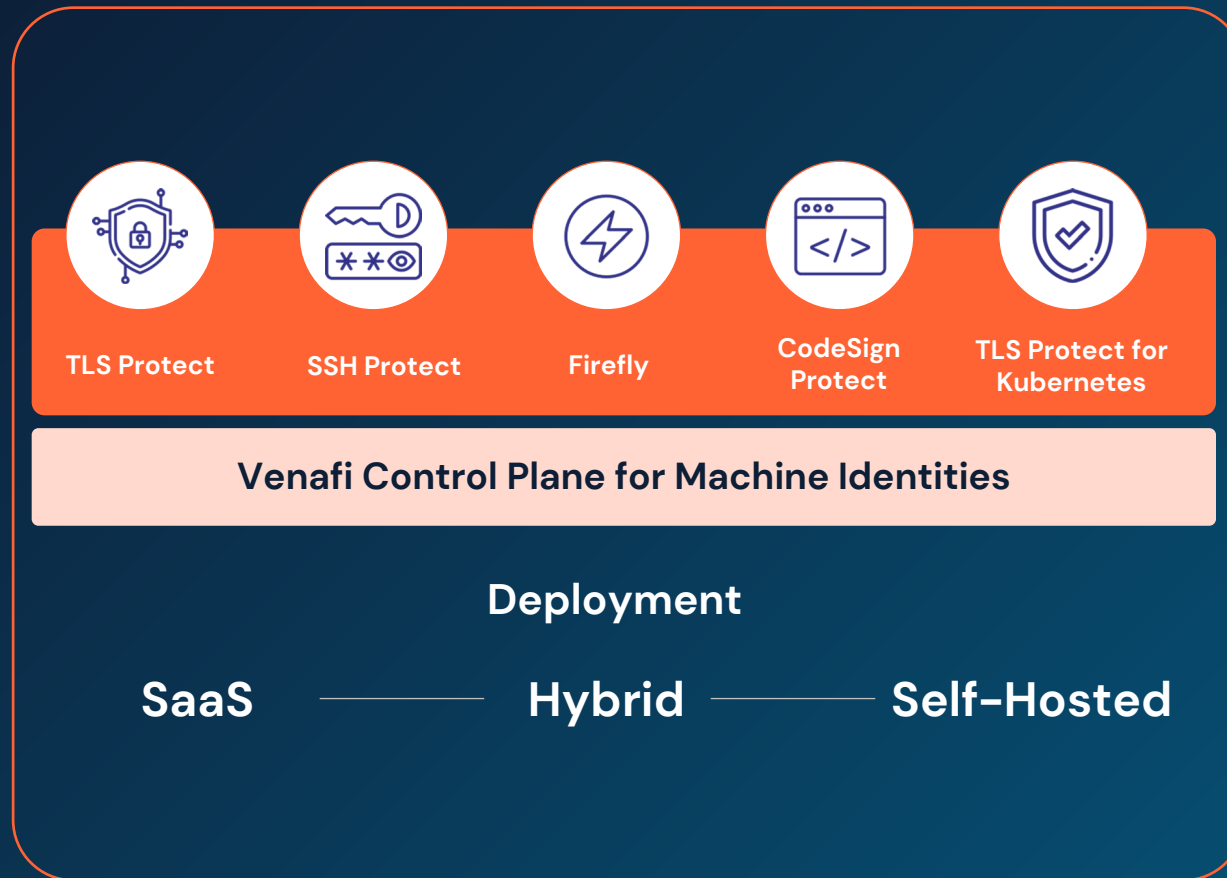 TLS Protect
SSH Protect
Firefly
CodeSign
Protect
TLS Protect for
Kubernetes
Venafi Control Plane for Machine Identities
Deployment
SaaS
Hybrid
Self-Hosted